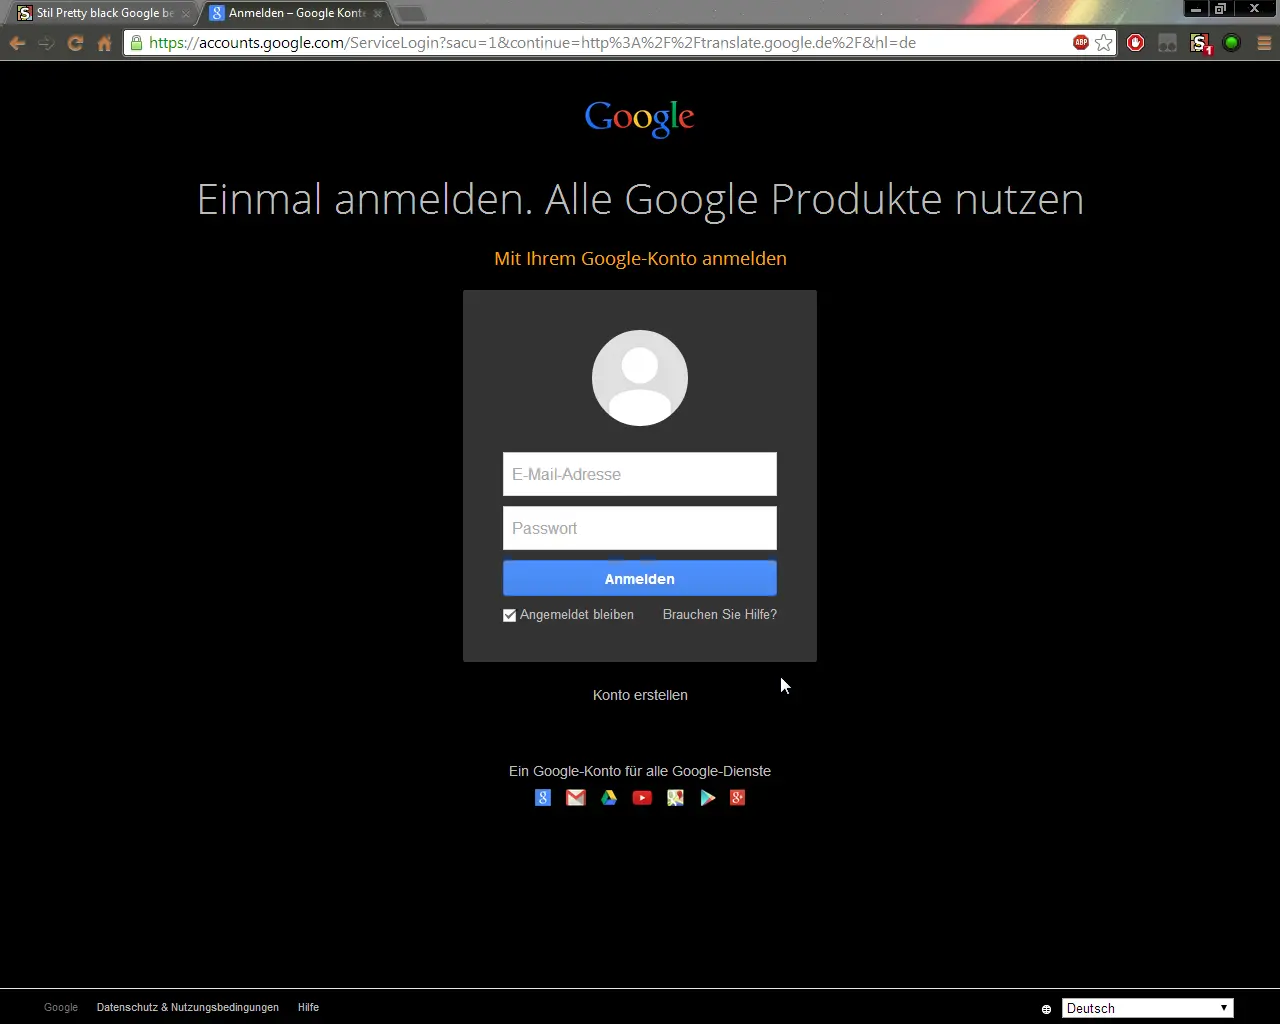 Stil Pretty black Google be
Anmelden – Google Konte
https://accounts.google.com/ServiceLogin?sacu=1&continue=http%3A%2F%2Ftranslate.google.de%2F&hl=de
ABP
S
1
Google
Einmal anmelden. Alle Google Produkte nutzen
Mit Ihrem Google-Konto anmelden
E-Mail-Adresse
Passwort
Anmelden
Angemeldet bleiben
Brauchen Sie Hilfe?
Konto erstellen
Ein Google-Konto für alle Google-Dienste
Google
Datenschutz & Nutzungsbedingungen
Hilfe
Deutsch